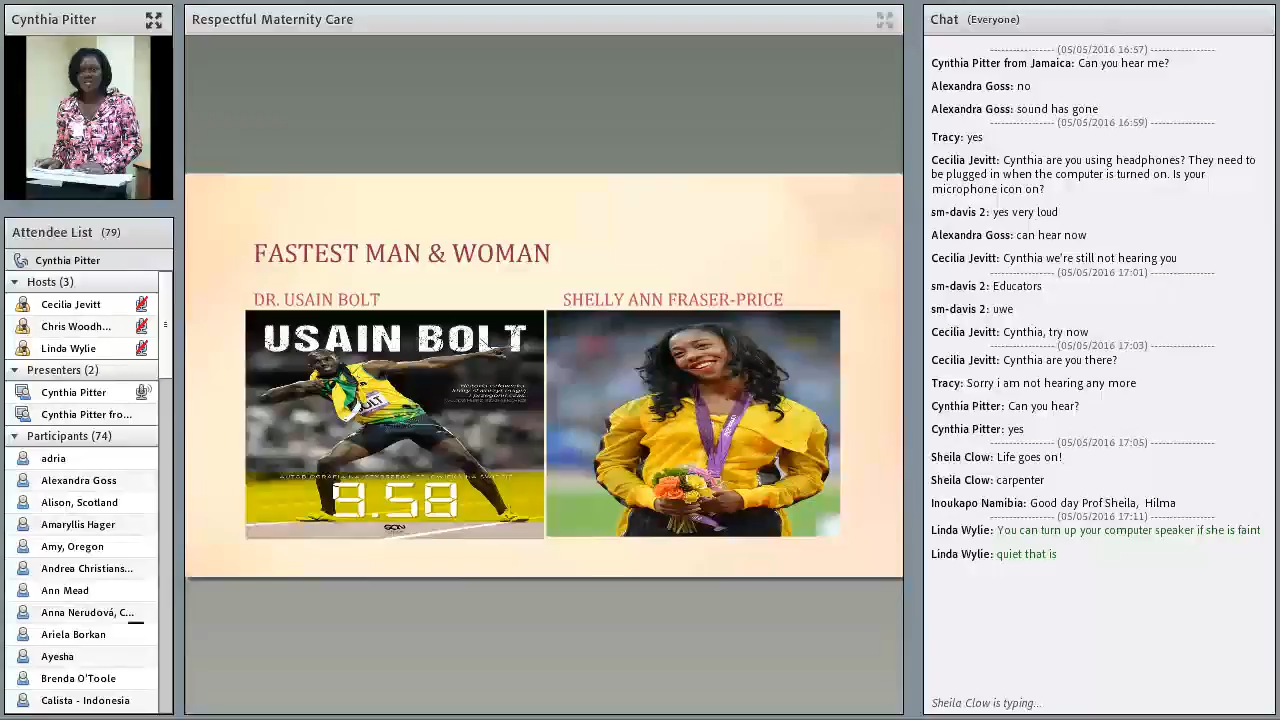 Cynthia Pitter
Attendee List (79)
Cynthia Pitter
Hosts (3)
Cecilia Jevitt
Chris Woodh...
Linda Wylie
Presenters (2)
Cynthia Pitter
Cynthia Pitter fro...
Participants (74)
adria
Alexandra Goss
Alison, Scotland
Amaryllis Hager
Amy, Oregon
Andrea Christians...
Ann Mead
Anna Nerudová, C...
Ariela Borkan
Ayesha
Brenda O'Toole
Calista - Indonesia
Respectful Maternity Care
FASTEST MAN & WOMAN
DR. USAIN BOLT
SHELLY ANN FRASER-PRICE
USAIN BOLT
9.58
Chat (Everyone)
------------------ (05/05/2016 16:57) ------------------
Cynthia Pitter from Jamaica: Can you hear me?
Alexandra Goss: no
Alexandra Goss: sound has gone
------------------ (05/05/2016 16:59) ------------------
Tracy: yes
Cecilia Jevitt: Cynthia are you using headphones? They need to
be plugged in when the computer is turned on. Is your
microphone icon on?
sm-davis 2: yes very loud
Alexandra Goss: can hear now
Cecilia Jevitt: Cynthia we're still not hearing you
------------------ (05/05/2016 17:01) ------------------
sm-davis 2: Educators
sm-davis 2: uwe
Cecilia Jevitt: Cynthia, try now
------------------ (05/05/2016 17:03) ------------------
Cecilia Jevitt: Cynthia are you there?
Tracy: Sorry i am not hearing any more
Cynthia Pitter: Can you hear?
Cynthia Pitter: yes
------------------ (05/05/2016 17:05) ------------------
Sheila Clow: Life goes on!
Sheila Clow: carpenter
Inoukapo Namibia: Good day Prof Sheila, Hilma
------------------ (05/05/2016 17:11) ------------------
Linda Wylie: You can turn up your computer speaker if she is faint
Linda Wylie: quiet that is
Sheila Clow is typing...